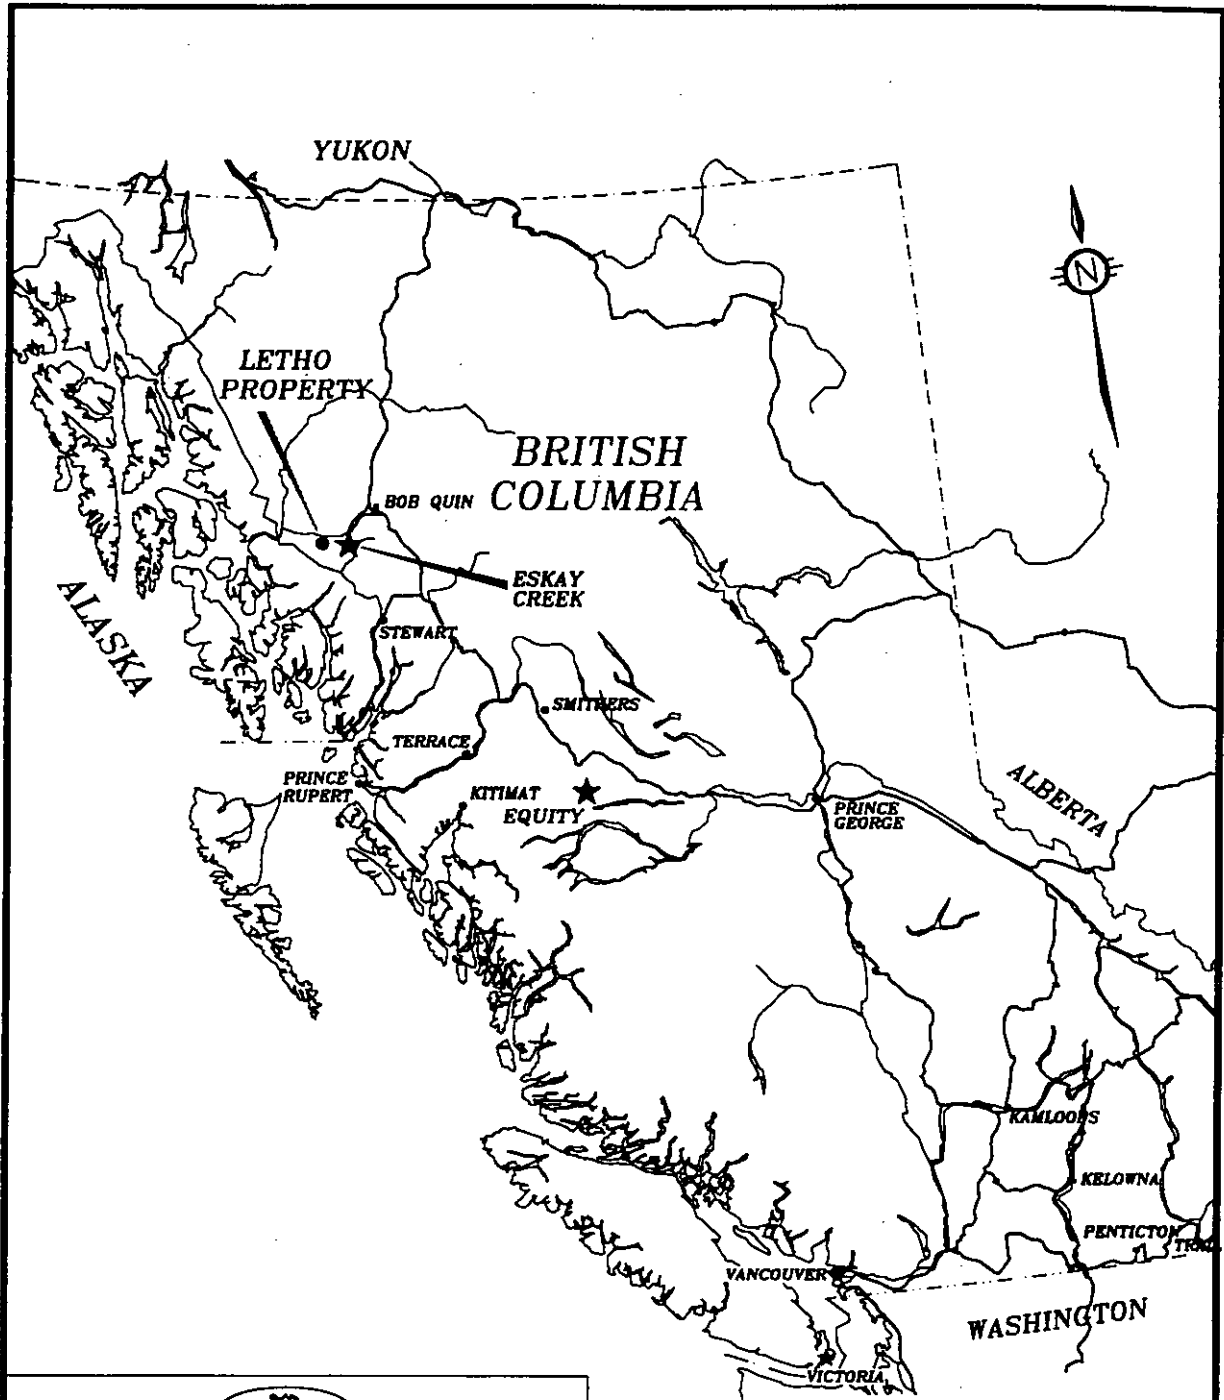 YUKON
N
LETHO
PROPERTY
BRITISH
COLUMBIA
BOB QUIN
ESKAY
CREEK
ALASKA
STEWART
SMITHERS
TERRACE
PRINCE
RUPERT
KITIMAT
EQUITY
PRINCE
GEORGE
ALBERTA
KAMLOOPS
KELOWNA
PENTICTON
VANCOUVER
WASHINGTON
VICTORIA